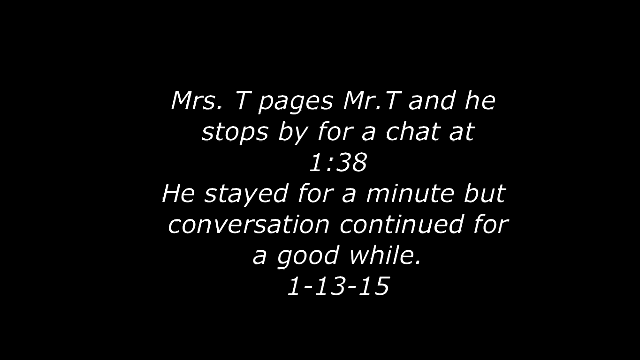 Mrs. T pages Mr.T and he
stops by for a chat at
1:38
He stayed for a minute but
conversation continued for
a good while.
1-13-15